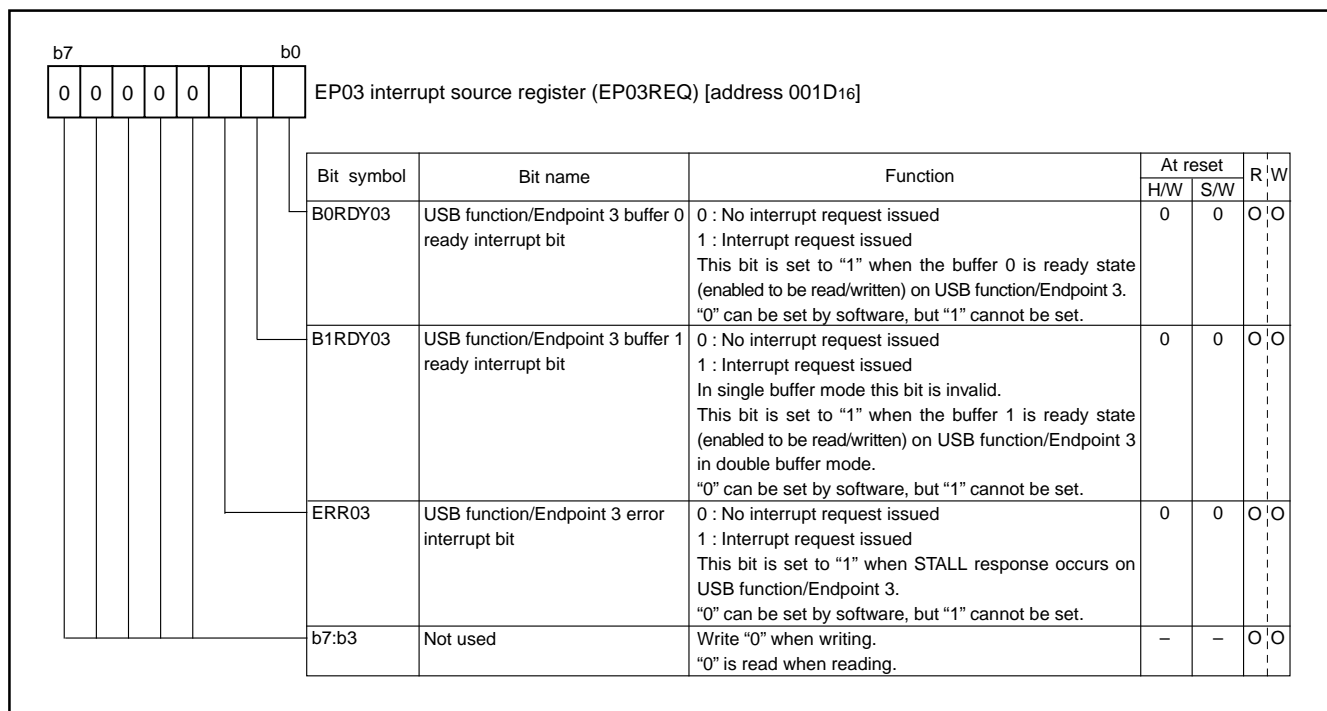 b7 b0
0 0 0 0 0
EP03 interrupt source register (EP03REQ) [address 001D16]
Bit symbol Bit name Function At reset R W
H/W S/W
B0RDY03 USB function/Endpoint 3 buffer 0 0 : No interrupt request issued 0 0 O O
ready interrupt bit 1 : Interrupt request issued
This bit is set to “1” when the buffer 0 is ready state
(enabled to be read/written) on USB function/Endpoint 3.
“0” can be set by software, but “1” cannot be set.
B1RDY03 USB function/Endpoint 3 buffer 1 0 : No interrupt request issued 0 0 O O
ready interrupt bit 1 : Interrupt request issued
In single buffer mode this bit is invalid.
This bit is set to “1” when the buffer 1 is ready state
(enabled to be read/written) on USB function/Endpoint 3
in double buffer mode.
“0” can be set by software, but “1” cannot be set.
ERR03 USB function/Endpoint 3 error 0 : No interrupt request issued 0 0 O O
interrupt bit 1 : Interrupt request issued
This bit is set to “1” when STALL response occurs on
USB function/Endpoint 3.
“0” can be set by software, but “1” cannot be set.
b7:b3 Not used Write “0” when writing. – – O O
“0” is read when reading.